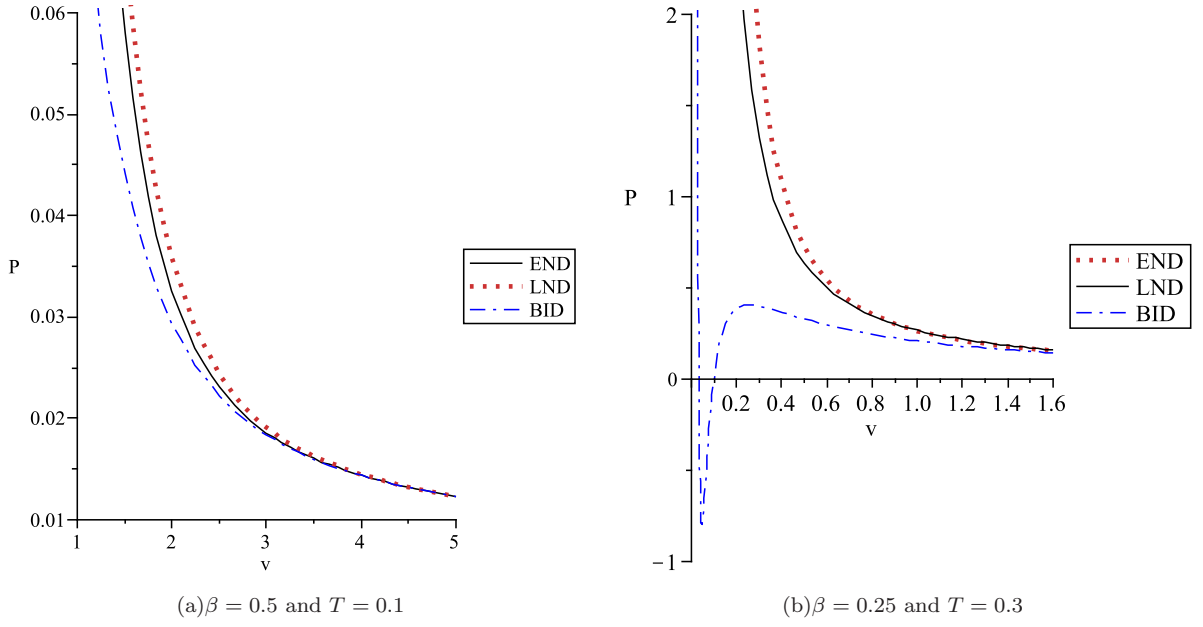 0.06
0.05
0.04
P
0.03
0.02
0.01
1
2
3
4
5
v
END
LND
BID
(a)β = 0.5 and T = 0.1
2
P
1
0
−1
0.2
0.4
0.6
0.8
1.0
1.2
1.4
1.6
v
END
LND
BID
(b)β = 0.25 and T = 0.3